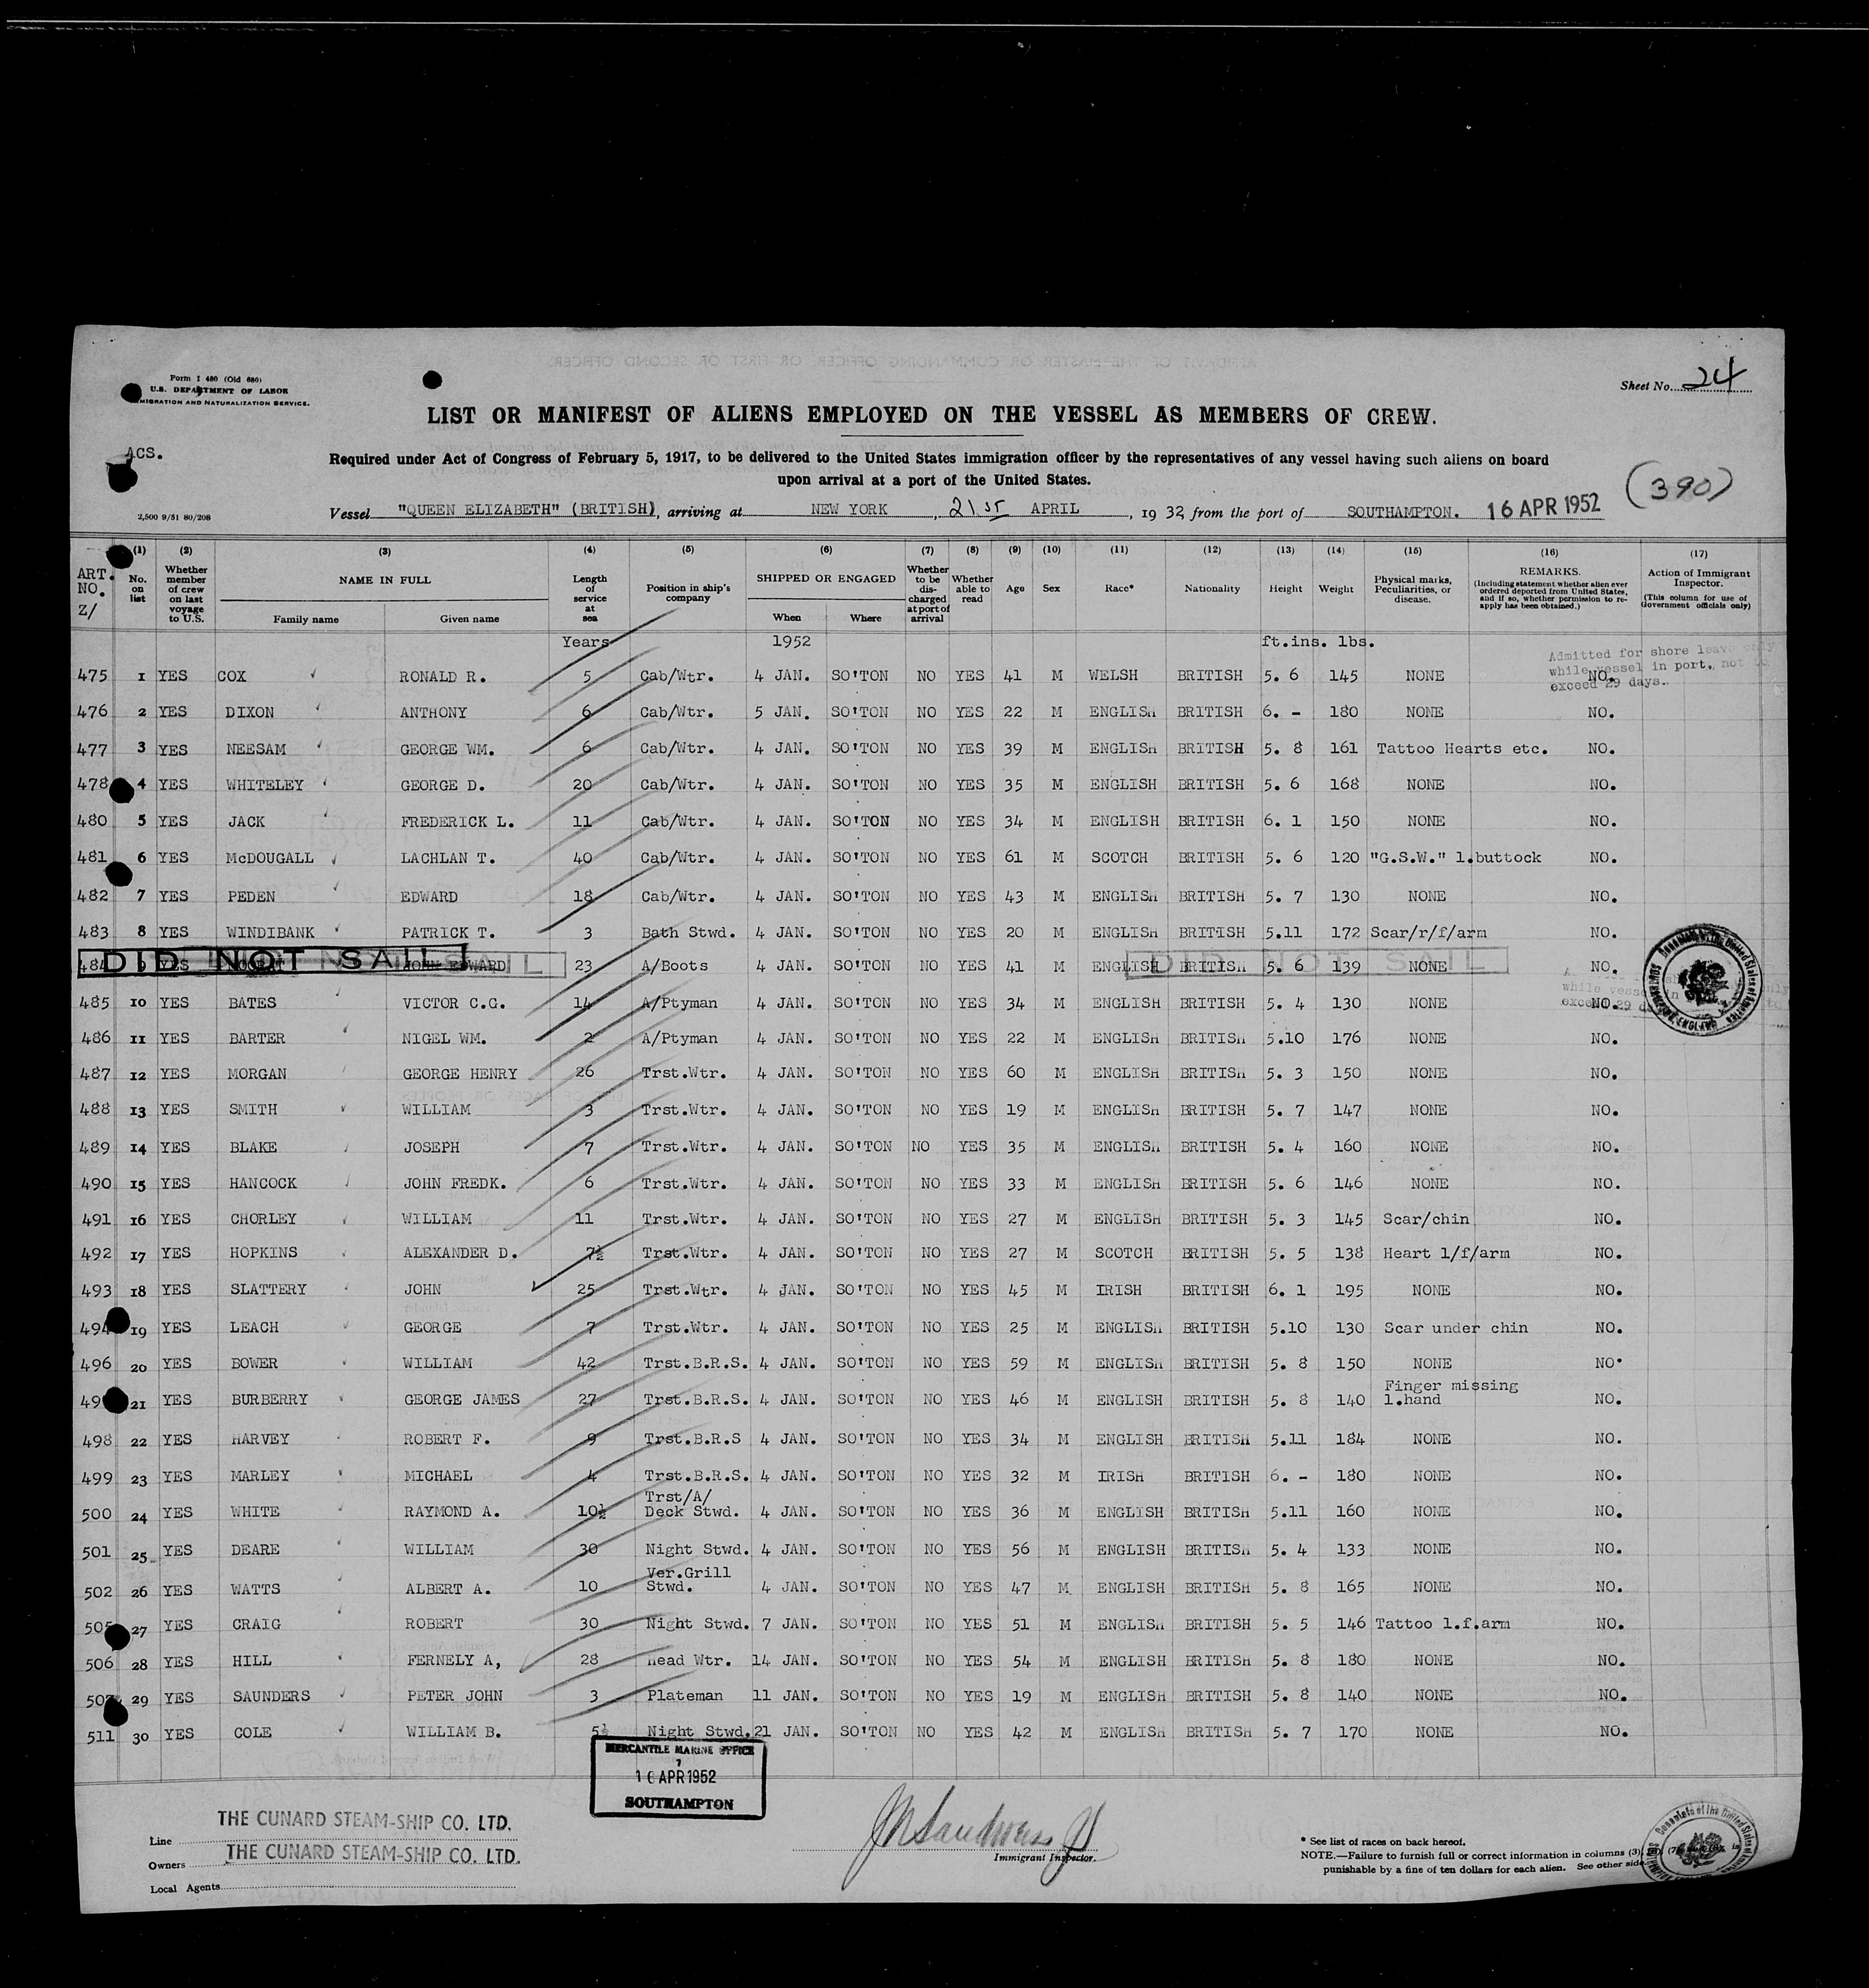 Form I 480 (Old 680)
U.S. DEPARTMENT OF LABOR
IMMIGRATION AND NATURALIZATION SERVICE.
Sheet No. 24
LIST OR MANIFEST OF ALIENS EMPLOYED ON THE VESSEL AS MEMBERS OF CREW.
ACS.
Required under Act of Congress of February 5, 1917, to be delivered to the United States immigration officer by the representatives of any vessel having such aliens on board
upon arrival at a port of the United States.
(390)
2,500 9/51 80/208
Vessel "QUEEN ELIZABETH" (BRITISH), arriving at NEW YORK, 21st APRIL, 1932 from the port of SOUTHAMPTON. 16 APR 1952
ART. NO. Z/ (1) No. on list (2) Whether member of crew on last voyage to U.S. (3) NAME IN FULL Family name Given name (4) Length of service at sea (5) Position in ship's company (6) SHIPPED OR ENGAGED When Where (7) Whether to be discharged at port of arrival (8) Whether able to read (9) Age (10) Sex (11) Race* (12) Nationality (13) Height (14) Weight (15) Physical marks, Peculiarities, or disease. (16) REMARKS. (Including statement whether alien ever ordered deported from United States, and if so, whether permission to re-apply has been obtained.) (17) Action of Immigrant Inspector. (This column for use of Government officials only)
Years 1952 ft.ins. lbs.
Admitted for shore leave only
while vessel in port, not to
exceed 29 days.
475 1 YES COX RONALD R. 5 Cab/Wtr. 4 JAN. SO'TON NO YES 41 M WELSH BRITISH 5. 6 145 NONE NO.
476 2 YES DIXON ANTHONY 6 Cab/Wtr. 5 JAN. SO'TON NO YES 22 M ENGLISH BRITISH 6. - 180 NONE NO.
477 3 YES NEESAM GEORGE WM. 6 Cab/Wtr. 4 JAN. SO'TON NO YES 39 M ENGLISH BRITISH 5. 8 161 Tattoo Hearts etc. NO.
478 4 YES WHITELEY GEORGE D. 20 Cab/Wtr. 4 JAN. SO'TON NO YES 35 M ENGLISH BRITISH 5. 6 168 NONE NO.
480 5 YES JACK FREDERICK L. 11 Cab/Wtr. 4 JAN. SO'TON NO YES 34 M ENGLISH BRITISH 6. 1 150 NONE NO.
481 6 YES McDOUGALL LACHLAN T. 40 Cab/Wtr. 4 JAN. SO'TON NO YES 61 M SCOTCH BRITISH 5. 6 120 "G.S.W." l.buttock NO.
482 7 YES PEDEN EDWARD 18 Cab/Wtr. 4 JAN. SO'TON NO YES 43 M ENGLISH BRITISH 5. 7 130 NONE NO.
483 8 YES WINDIBANK PATRICK T. 3 Bath Stwd. 4 JAN. SO'TON NO YES 20 M ENGLISH BRITISH 5.11 172 Scar/r/f/arm NO.
DID NOT SAIL
484 9 YES JOHN EDWARD 23 A/Boots 4 JAN. SO'TON NO YES 41 M ENGLISH BRITISH 5. 6 139 NONE NO.
DID NOT SAIL
485 10 YES BATES VICTOR C.G. 14 A/Ptyman 4 JAN. SO'TON NO YES 34 M ENGLISH BRITISH 5. 4 130 NONE NO.
486 11 YES BARTER NIGEL WM. 2 A/Ptyman 4 JAN. SO'TON NO YES 22 M ENGLISH BRITISH 5.10 176 NONE NO.
487 12 YES MORGAN GEORGE HENRY 26 Trst.Wtr. 4 JAN. SO'TON NO YES 60 M ENGLISH BRITISH 5. 3 150 NONE NO.
488 13 YES SMITH WILLIAM 3 Trst.Wtr. 4 JAN. SO'TON NO YES 19 M ENGLISH BRITISH 5. 7 147 NONE NO.
489 14 YES BLAKE JOSEPH 7 Trst.Wtr. 4 JAN. SO'TON NO YES 35 M ENGLISH BRITISH 5. 4 160 NONE NO.
490 15 YES HANCOCK JOHN FREDK. 6 Trst.Wtr. 4 JAN. SO'TON NO YES 33 M ENGLISH BRITISH 5. 6 146 NONE NO.
491 16 YES CHORLEY WILLIAM 11 Trst.Wtr. 4 JAN. SO'TON NO YES 27 M ENGLISH BRITISH 5. 3 145 Scar/chin NO.
492 17 YES HOPKINS ALEXANDER D. 7½ Trst.Wtr. 4 JAN. SO'TON NO YES 27 M SCOTCH BRITISH 5. 5 138 Heart l/f/arm NO.
493 18 YES SLATTERY JOHN 25 Trst.Wtr. 4 JAN. SO'TON NO YES 45 M IRISH BRITISH 6. 1 195 NONE NO.
494 19 YES LEACH GEORGE 7 Trst.Wtr. 4 JAN. SO'TON NO YES 25 M ENGLISH BRITISH 5.10 130 Scar under chin NO.
496 20 YES BOWER WILLIAM 42 Trst.B.R.S. 4 JAN. SO'TON NO YES 59 M ENGLISH BRITISH 5. 8 150 NONE NO.
21 YES BURBERRY GEORGE JAMES 27 Trst.B.R.S. 4 JAN. SO'TON NO YES 46 M ENGLISH BRITISH 5. 8 140 Finger missing l.hand NO.
498 22 YES HARVEY ROBERT F. 9 Trst.B.R.S 4 JAN. SO'TON NO YES 34 M ENGLISH BRITISH 5.11 184 NONE NO.
499 23 YES MARLEY MICHAEL 4 Trst.B.R.S. 4 JAN. SO'TON NO YES 32 M IRISH BRITISH 6. - 180 NONE NO.
500 24 YES WHITE RAYMOND A. 10½ Trst/A/ Deck Stwd. 4 JAN. SO'TON NO YES 36 M ENGLISH BRITISH 5.11 160 NONE NO.
501 25 YES DEARE WILLIAM 30 Night Stwd. 4 JAN. SO'TON NO YES 56 M ENGLISH BRITISH 5. 4 133 NONE NO.
502 26 YES WATTS ALBERT A. 10 Ver.Grill Stwd. 4 JAN. SO'TON NO YES 47 M ENGLISH BRITISH 5. 8 165 NONE NO.
27 YES CRAIG ROBERT 30 Night Stwd. 7 JAN. SO'TON NO YES 51 M ENGLISH BRITISH 5. 5 146 Tattoo l.f.arm NO.
506 28 YES HILL FERNELY A, 28 Head Wtr. 14 JAN. SO'TON NO YES 54 M ENGLISH BRITISH 5. 8 180 NONE NO.
29 YES SAUNDERS PETER JOHN 3 Plateman 11 JAN. SO'TON NO YES 19 M ENGLISH BRITISH 5. 8 140 NONE NO.
511 30 YES COLE WILLIAM B. 5½ Night Stwd. 21 JAN. SO'TON NO YES 42 M ENGLISH BRITISH 5. 7 170 NONE NO.
MERCANTILE MARINE OFFICE
7
16 APR 1952
SOUTHAMPTON
Line THE CUNARD STEAM-SHIP CO. LTD.
Owners THE CUNARD STEAM-SHIP CO. LTD.
Local Agents
Immigrant Inspector.
* See list of races on back hereof.
NOTE.—Failure to furnish full or correct information in columns (3), (7) is
punishable by a fine of ten dollars for each alien. See other side.